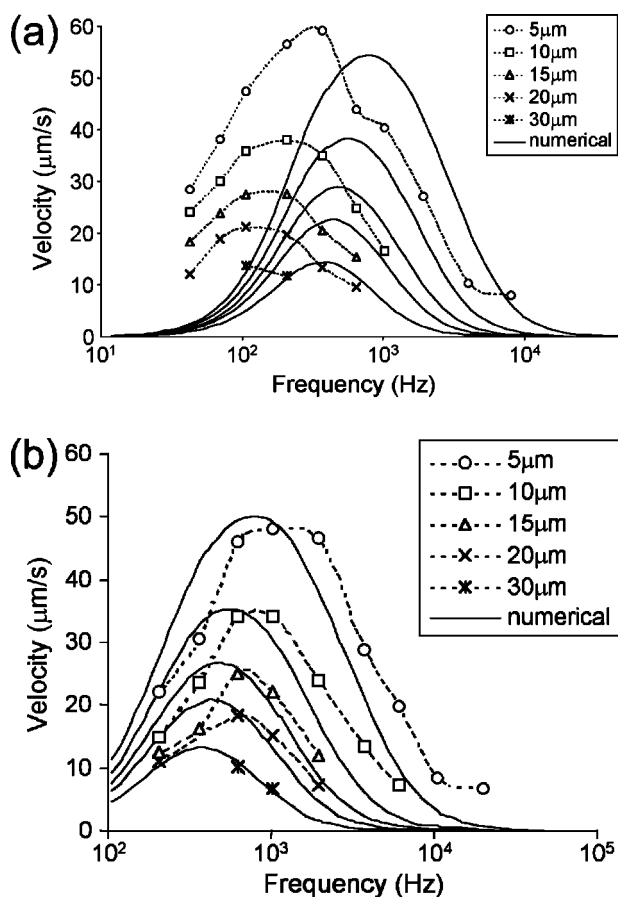 (a)
60
50
40
30
20
10
0
Velocity (μm/s)
10¹ 10² 10³ 10⁴
Frequency (Hz)
5μm
10μm
15μm
20μm
30μm
numerical
(b)
60
50
40
30
20
10
0
Velocity (μm/s)
10² 10³ 10⁴ 10⁵
Frequency (Hz)
5μm
10μm
15μm
20μm
30μm
numerical